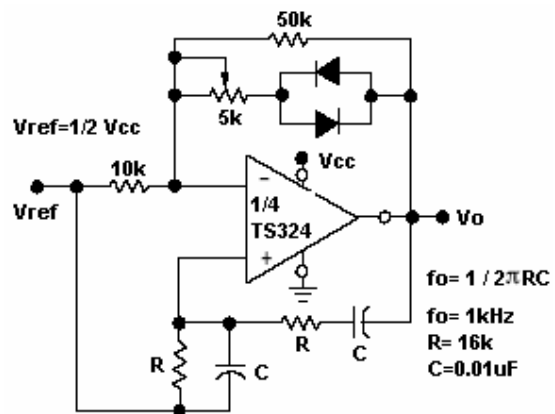 50k
5k
Vref=1/2 Vcc
10k
Vcc
Vref
-
1/4
TS324
Vo
+
fo= 1 / 2πRC
R
C
fo= 1kHz
R= 16k
C=0.01uF
R
C